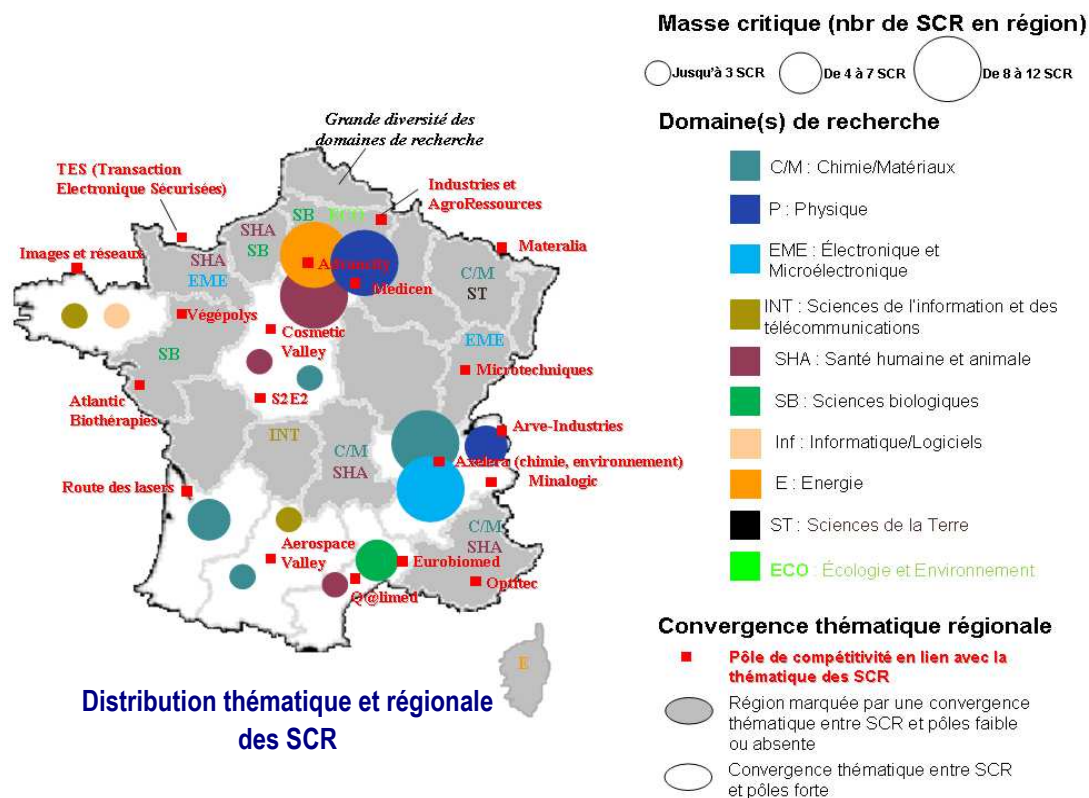 Masse critique (nbr de SCR en région)
Jusqu'à 3 SCR
De 4 à 7 SCR
De 8 à 12 SCR
Domaine(s) de recherche
C/M : Chimie/Matériaux
P : Physique
EME : Électronique et
Microélectronique
INT : Sciences de l'information et des
télécommunications
SHA : Santé humaine et animale
SB : Sciences biologiques
Inf : Informatique/Logiciels
E : Energie
ST : Sciences de la Terre
ECO : Écologie et Environnement
Convergence thématique régionale
Pôle de compétitivité en lien avec la
thématique des SCR
Région marquée par une convergence
thématique entre SCR et pôles faible
ou absente
Convergence thématique entre SCR
et pôles forte
Grande diversité des
domaines de recherche
TES (Transaction
Electronique Sécurisées)
Industries et
AgroRessources
SB
ECO
SHA
SB
Images et réseaux
SHA
EME
Advancity
Medicen
Materalia
C/M
ST
Végépolys
Cosmetic
Valley
SB
EME
Microtechniques
Atlantic
Biothérapies
S2E2
INT
C/M
SHA
Arve-Industries
Axelera (chimie, environnement)
Minalogic
Route des lasers
C/M
SHA
Aerospace
Valley
Eurobiomed
Q@limed
Optitec
E
Distribution thématique et régionale
des SCR